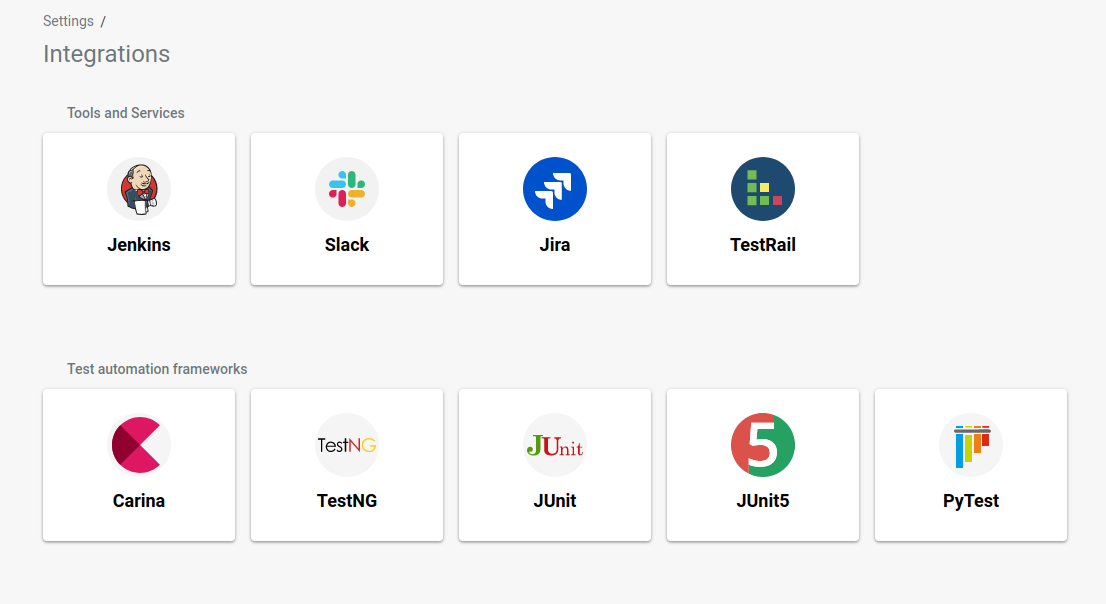 Settings /
Integrations
Tools and Services
Jenkins
Slack
Jira
TestRail
Test automation frameworks
TestNG
JUnit
5
Carina
TestNG
JUnit
JUnit5
PyTest